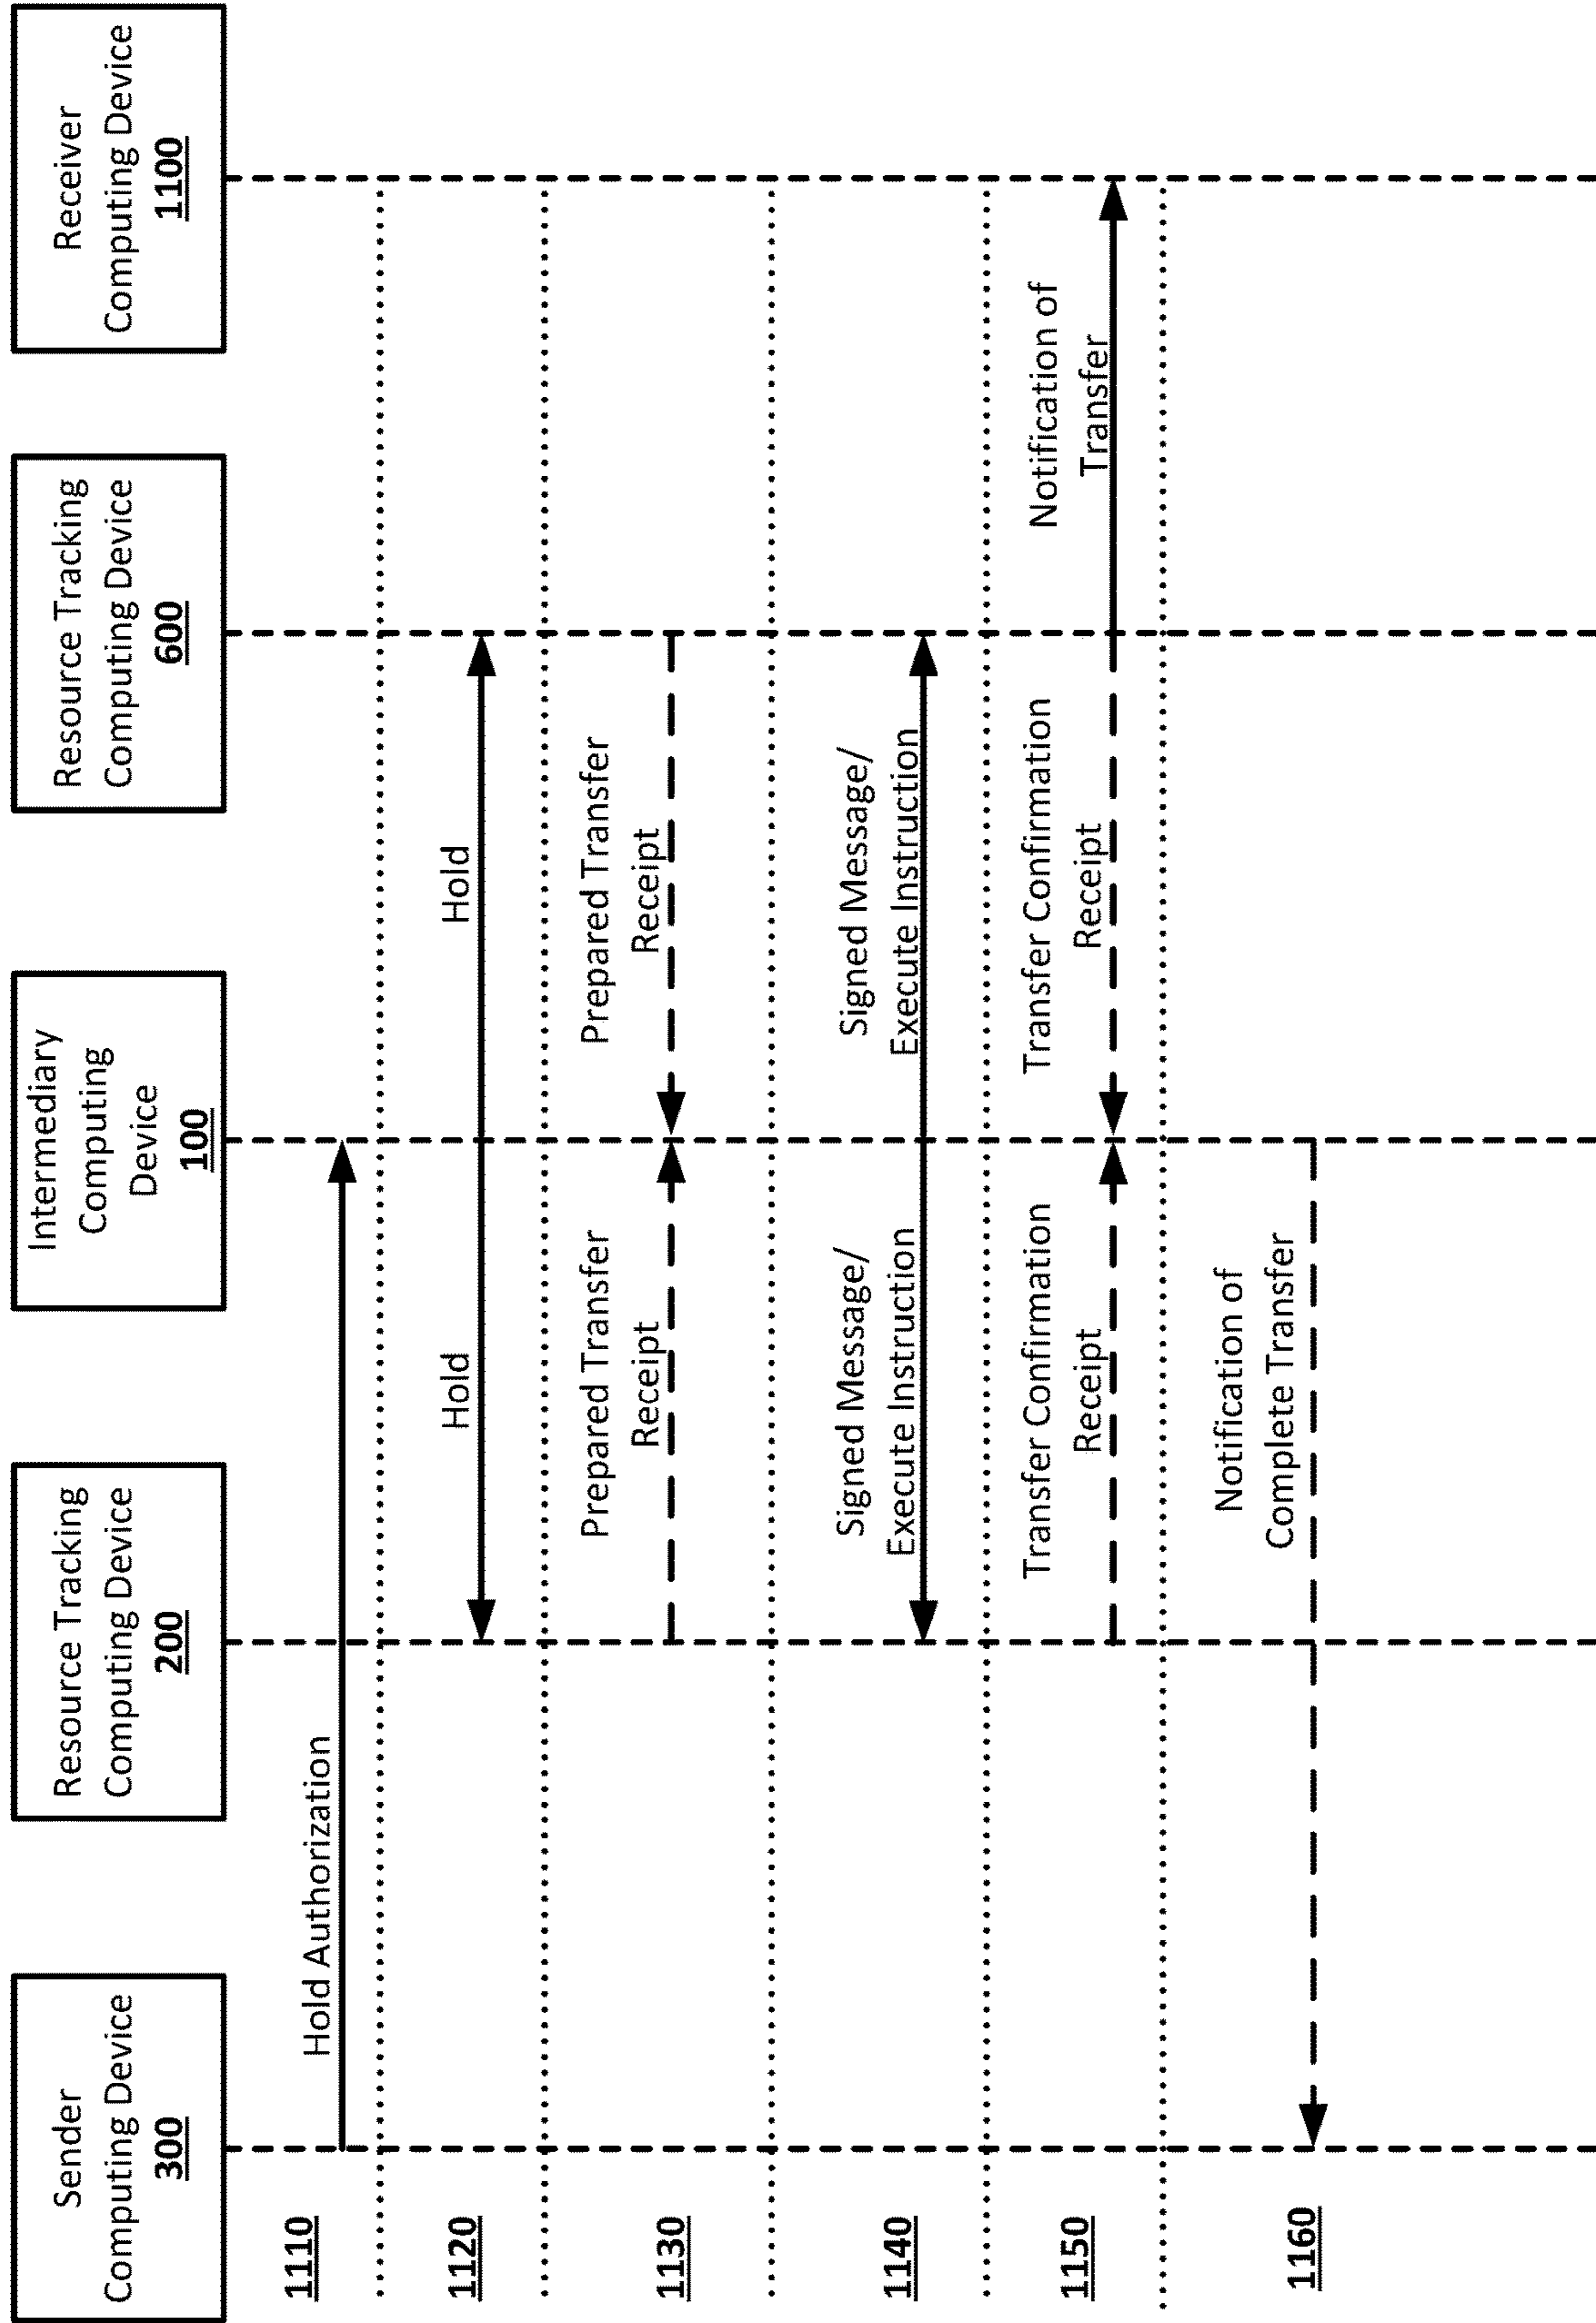 Sender
Computing Device
300
Resource Tracking
Computing Device
200
Intermediary
Computing
Device
100
Resource Tracking
Computing Device
600
Receiver
Computing Device
1100
1110
Hold Authorization
1120
Hold
Hold
1130
Prepared Transfer
Receipt
Prepared Transfer
Receipt
1140
Signed Message/
Execute Instruction
Signed Message/
Execute Instruction
1150
Transfer Confirmation
Receipt
Transfer Confirmation
Receipt
Notification of
Transfer
1160
Notification of
Complete Transfer